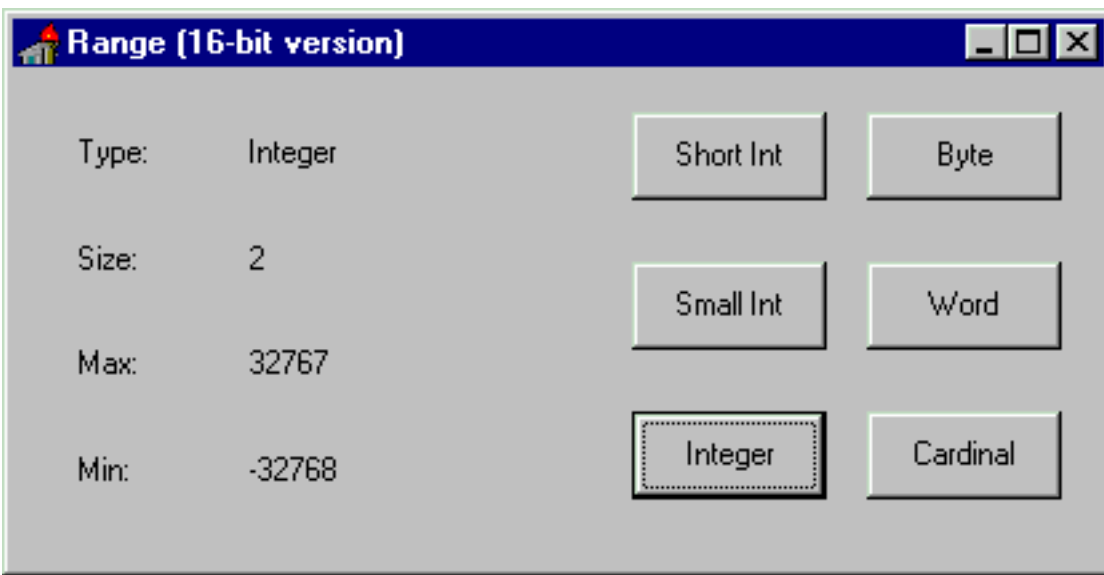 Range (16-bit version)
Type: Integer
Size: 2
Max: 32767
Min: -32768
Short Int Byte
Small Int Word
Integer Cardinal